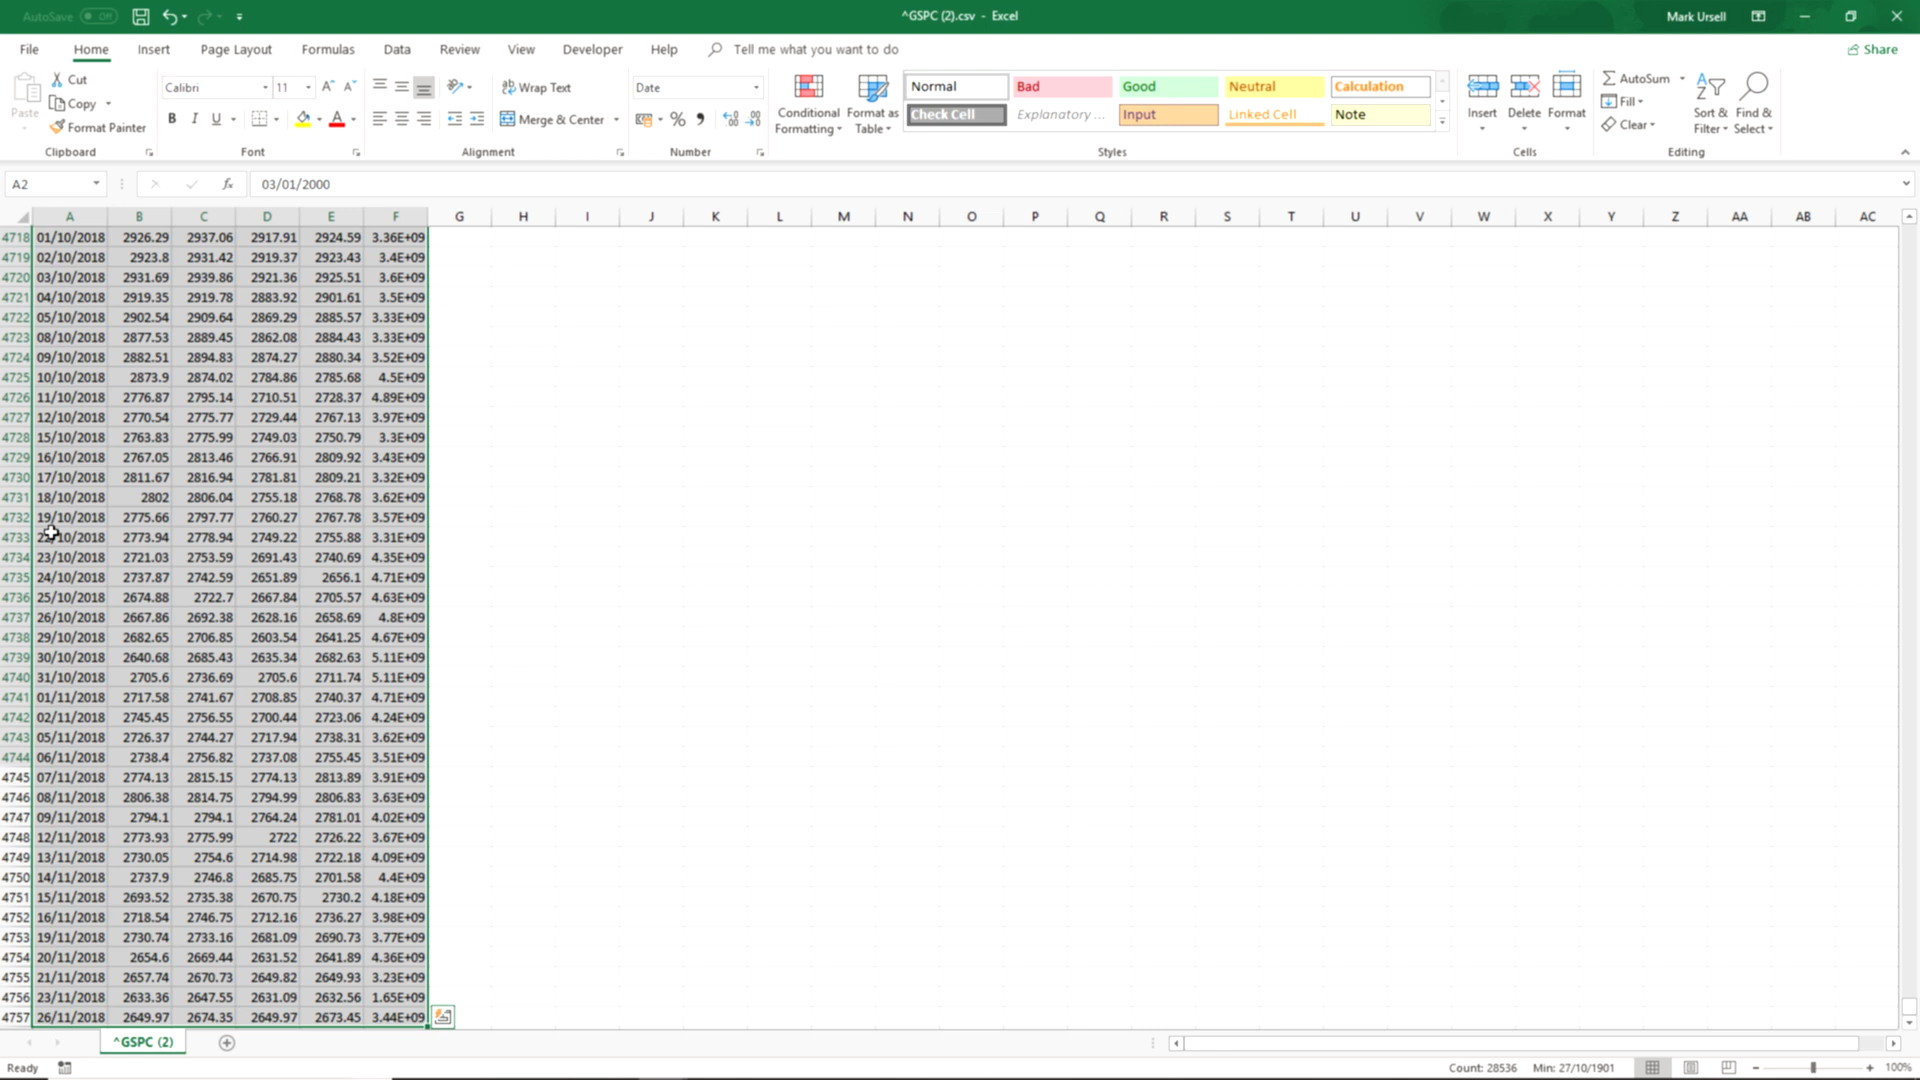 AutoSave Off ^GSPC (2).csv - Excel Mark Ursell
File Home Insert Page Layout Formulas Data Review View Developer Help Tell me what you want to do Share
Paste Cut Copy Format Painter
Calibri 11 A A B I U A
Wrap Text Merge & Center
Date %
Conditional Formatting Format as Table
Normal Bad Good Neutral Calculation
Check Cell Explanatory ... Input Linked Cell Note
Insert Delete Format
AutoSum Fill Clear
Sort & Filter Find & Select
Clipboard Font Alignment Number Styles Cells Editing
A2 fx 03/01/2000
A B C D E F G H I J K L M N O P Q R S T U V W X Y Z AA AB AC
4718 01/10/2018 2926.29 2937.06 2917.91 2924.59 3.36E+09
4719 02/10/2018 2923.8 2931.42 2919.37 2923.43 3.4E+09
4720 03/10/2018 2931.69 2939.86 2921.36 2925.51 3.6E+09
4721 04/10/2018 2919.35 2919.78 2883.92 2901.61 3.5E+09
4722 05/10/2018 2902.54 2909.64 2869.29 2885.57 3.33E+09
4723 08/10/2018 2877.53 2889.45 2862.08 2884.43 3.33E+09
4724 09/10/2018 2882.51 2894.83 2874.27 2880.34 3.52E+09
4725 10/10/2018 2873.9 2874.02 2784.86 2785.68 4.5E+09
4726 11/10/2018 2776.87 2795.14 2710.51 2728.37 4.89E+09
4727 12/10/2018 2770.54 2775.77 2729.44 2767.13 3.97E+09
4728 15/10/2018 2763.83 2775.99 2749.03 2750.79 3.3E+09
4729 16/10/2018 2767.05 2813.46 2766.91 2809.92 3.43E+09
4730 17/10/2018 2811.67 2816.94 2781.81 2809.21 3.32E+09
4731 18/10/2018 2802 2806.04 2755.18 2768.78 3.62E+09
4732 19/10/2018 2775.66 2797.77 2760.27 2767.78 3.57E+09
4733 22/10/2018 2773.94 2778.94 2749.22 2755.88 3.31E+09
4734 23/10/2018 2721.03 2753.59 2691.43 2740.69 4.35E+09
4735 24/10/2018 2737.87 2742.59 2651.89 2656.1 4.71E+09
4736 25/10/2018 2674.88 2722.7 2667.84 2705.57 4.63E+09
4737 26/10/2018 2667.86 2692.38 2628.16 2658.69 4.8E+09
4738 29/10/2018 2682.65 2706.85 2603.54 2641.25 4.67E+09
4739 30/10/2018 2640.68 2685.43 2635.34 2682.63 5.11E+09
4740 31/10/2018 2705.6 2736.69 2705.6 2711.74 5.11E+09
4741 01/11/2018 2717.58 2741.67 2708.85 2740.37 4.71E+09
4742 02/11/2018 2745.45 2756.55 2700.44 2723.06 4.24E+09
4743 05/11/2018 2726.37 2744.27 2717.94 2738.31 3.62E+09
4744 06/11/2018 2738.4 2756.82 2737.08 2755.45 3.51E+09
4745 07/11/2018 2774.13 2815.15 2774.13 2813.89 3.91E+09
4746 08/11/2018 2806.38 2814.75 2794.99 2806.83 3.63E+09
4747 09/11/2018 2794.1 2794.1 2764.24 2781.01 4.02E+09
4748 12/11/2018 2773.93 2775.99 2722 2726.22 3.67E+09
4749 13/11/2018 2730.05 2754.6 2714.98 2722.18 4.09E+09
4750 14/11/2018 2737.9 2746.8 2685.75 2701.58 4.4E+09
4751 15/11/2018 2693.52 2735.38 2670.75 2730.2 4.18E+09
4752 16/11/2018 2718.54 2746.75 2712.16 2736.27 3.98E+09
4753 19/11/2018 2730.74 2733.16 2681.09 2690.73 3.77E+09
4754 20/11/2018 2654.6 2669.44 2631.52 2641.89 4.36E+09
4755 21/11/2018 2657.74 2670.73 2649.82 2649.93 3.23E+09
4756 23/11/2018 2633.36 2647.55 2631.09 2632.56 1.65E+09
4757 26/11/2018 2649.97 2674.35 2649.97 2673.45 3.44E+09
^GSPC (2)
Ready Count: 28536 Min: 27/10/1901 100%